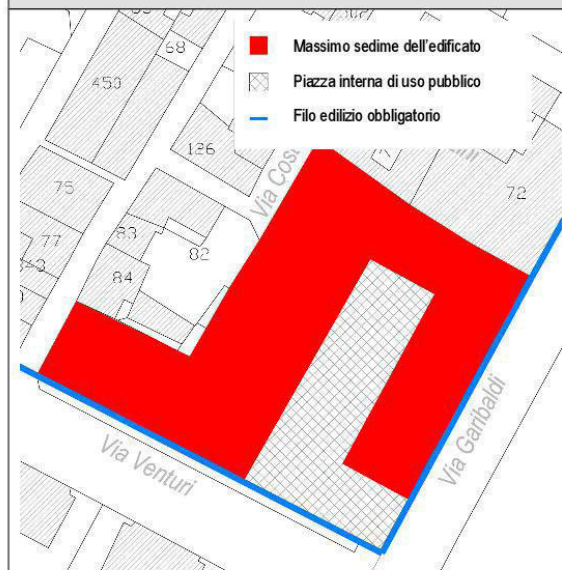 68
Massimo sedime dell'edificato
450
Piazza interna di uso pubblico
Filo edilizio obbligatorio
126
75
72
83
77
82
84
Via Venturi
Via Garibaldi